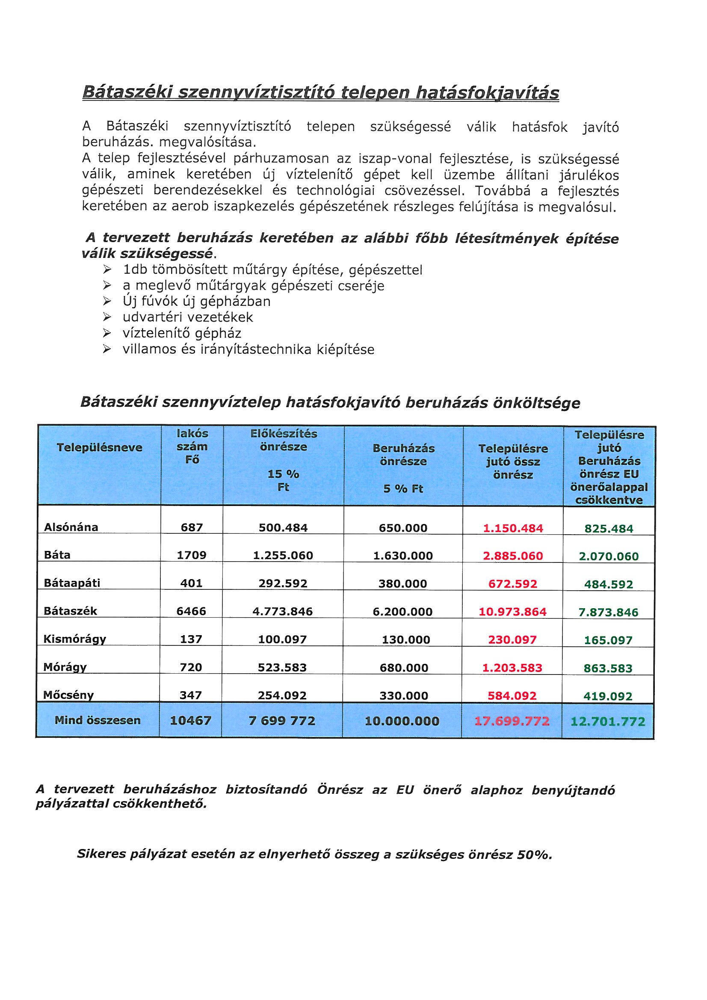 Bátaszéki szennyvíztisztító telepen hatásfokjavítás
A Bátaszéki szennyvíztisztító telepen szükségessé válik hatásfok javító
beruházás. megvalósítása.
A telep fejlesztésével párhuzamosan az iszap-vonal fejlesztése, is szükségessé
válik, aminek keretében új víztelenítő gépet kell üzembe állítani járulékos
gépészeti berendezésekkel és technológiai csövezéssel. Továbbá a fejlesztés
keretében az aerob iszapkezelés gépészetének részleges felújítása is megvalósul.
A tervezett beruházás keretében az alábbi főbb létesítmények építése
válik szükségessé.
➢ 1db tömbösített műtárgy építése, gépészettel
➢ a meglevő műtárgyak gépészeti cseréje
➢ Új fúvók új gépházban
➢ udvartéri vezetékek
➢ víztelenítő gépház
➢ villamos és irányítástechnika kiépítése
Bátaszéki szennyvíztelep hatásfokjavító beruházás önköltsége
Településneve | lakós szám Fő | Előkészítés önrésze 15 % Ft | Beruházás önrésze 5 % Ft | Településre jutó össz önrész | Településre jutó Beruházás önrész EU önerőalappal csökkentve
Alsónána | 687 | 500.484 | 650.000 | 1.150.484 | 825.484
Báta | 1709 | 1.255.060 | 1.630.000 | 2.885.060 | 2.070.060
Bátaapáti | 401 | 292.592 | 380.000 | 672.592 | 484.592
Bátaszék | 6466 | 4.773.846 | 6.200.000 | 10.973.864 | 7.873.846
Kismórágy | 137 | 100.097 | 130.000 | 230.097 | 165.097
Mórágy | 720 | 523.583 | 680.000 | 1.203.583 | 863.583
Mőcsény | 347 | 254.092 | 330.000 | 584.092 | 419.092
Mind összesen | 10467 | 7 699 772 | 10.000.000 | 17.699.772 | 12.701.772
A tervezett beruházáshoz biztosítandó Önrész az EU önerő alaphoz benyújtandó
pályázattal csökkenthető.
Sikeres pályázat esetén az elnyerhető összeg a szükséges önrész 50%.